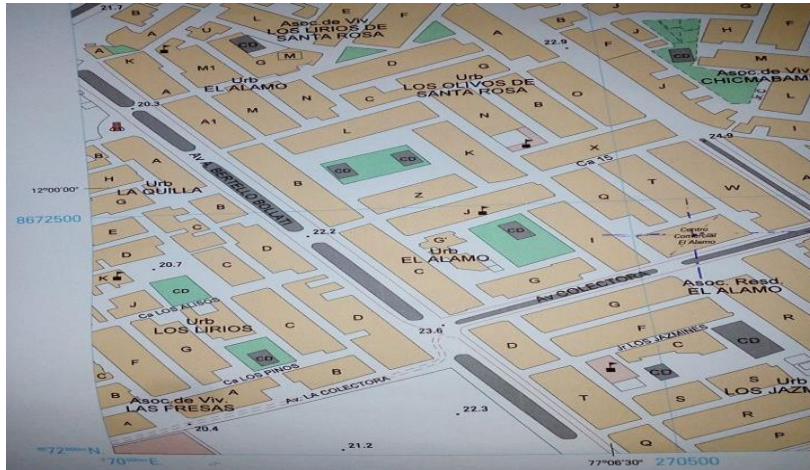 21.7
B
L
E
F
Asoc. de Viv.
LOS LIRIOS DE
SANTA ROSA
A
U
CD
G
M
K
M1
Urb
EL ALAMO
D
G
Urb
LOS OLIVOS DE
SANTA ROSA
A
22.9
B
F
J
H
CD
M
Asoc.de Viv.
CHICMABAM
J
L
I
20.3
A
M
N
C
N
B
O
A1
L
K
X
Ca 15
24.9
Av A. BERTELLO BOLLATI
B
CD
CD
Z
Q
T
W
A
B
H
A
12°00'00"
Urb
LA QUILLA
G
8672500
B
J
CD
Centro
Comercial
El Alamo
E
C
D
22.2
G'
Urb
EL ALAMO
I
F
D
20.7
C
G
Av COLECTORA
Asoc. Resd.
EL ALAMO
K
J
Ca LOS ALISOS
Urb
LOS LIRIOS
C
D
23.6
G
F
Jr LOS JAZMINES
C
CD
R
D
F
G
CD
Ca LOS PINOS
B
A
Av. LA COLECTORA
CD
S
Urb
LOS JAZM
B
Asoc. de Viv.
LAS FRESAS
A
T
S
R
20.4
22.3
21.2
Q
P
77°06'30"
270500